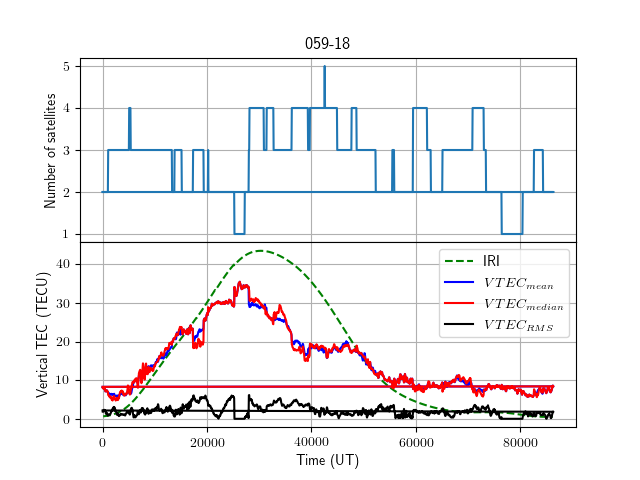 059-18
Number of satellites
5
4
3
2
1
Vertical TEC (TECU)
40
30
20
10
0
IRI
VTEC_mean
VTEC_median
VTEC_RMS
0 20000 40000 60000 80000
Time (UT)